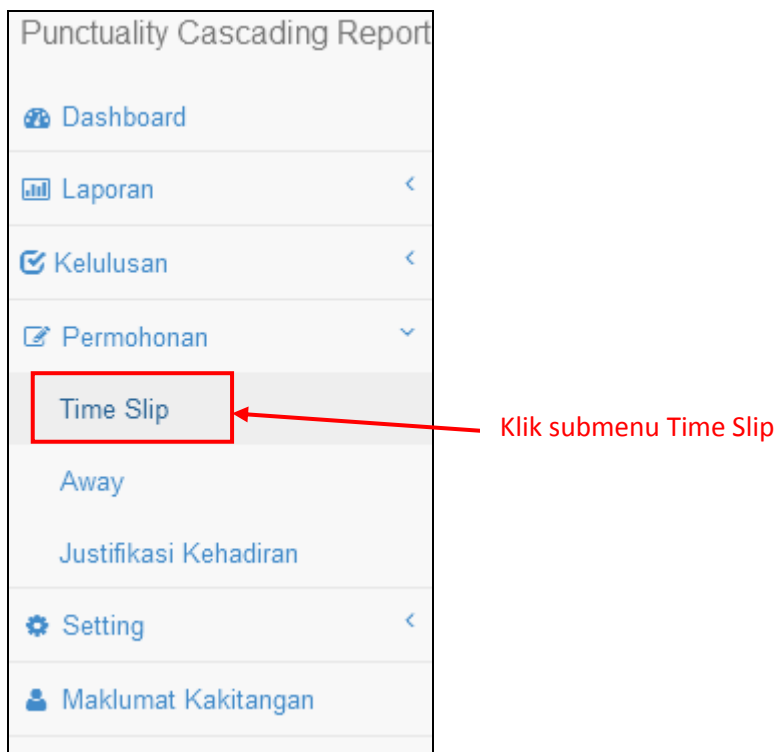 Punctuality Cascading Report
Dashboard
Laporan
Kelulusan
Permohonan
Time Slip
Klik submenu Time Slip
Away
Justifikasi Kehadiran
Setting
Maklumat Kakitangan